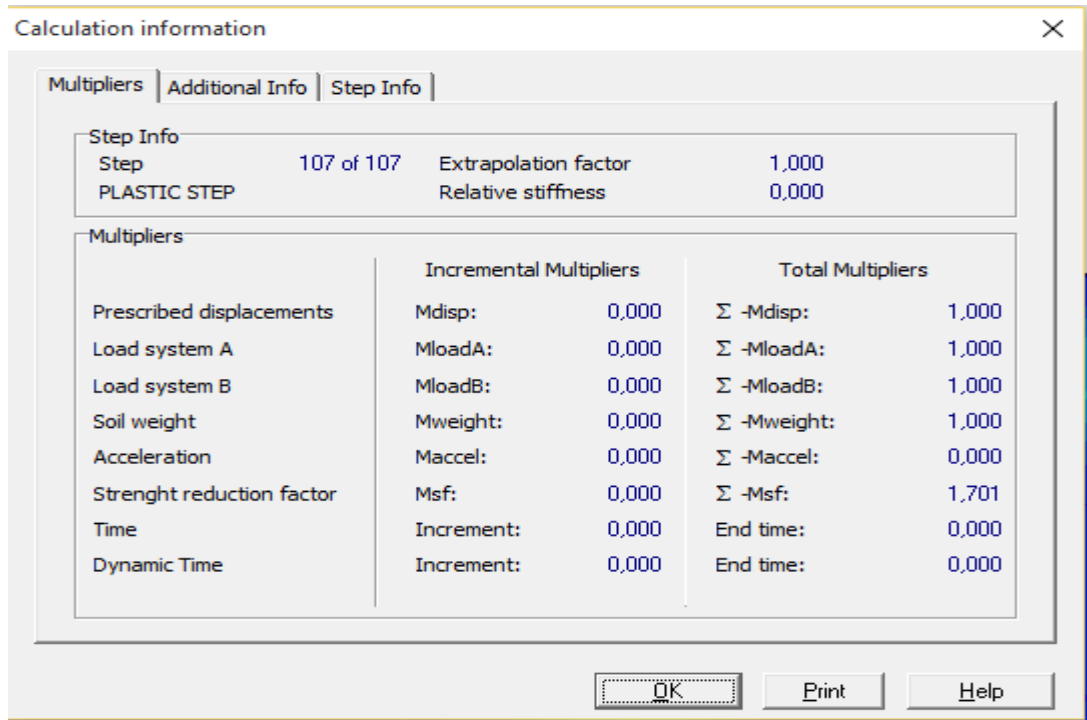 Calculation information
Multipliers Additional Info Step Info
Step Info
Step 107 of 107 Extrapolation factor 1,000
PLASTIC STEP Relative stiffness 0,000
Multipliers
Incremental Multipliers Total Multipliers
Prescribed displacements Mdisp: 0,000 Σ -Mdisp: 1,000
Load system A MloadA: 0,000 Σ -MloadA: 1,000
Load system B MloadB: 0,000 Σ -MloadB: 1,000
Soil weight Mweight: 0,000 Σ -Mweight: 1,000
Acceleration Maccel: 0,000 Σ -Maccel: 0,000
Strenght reduction factor Msf: 0,000 Σ -Msf: 1,701
Time Increment: 0,000 End time: 0,000
Dynamic Time Increment: 0,000 End time: 0,000
OK Print Help